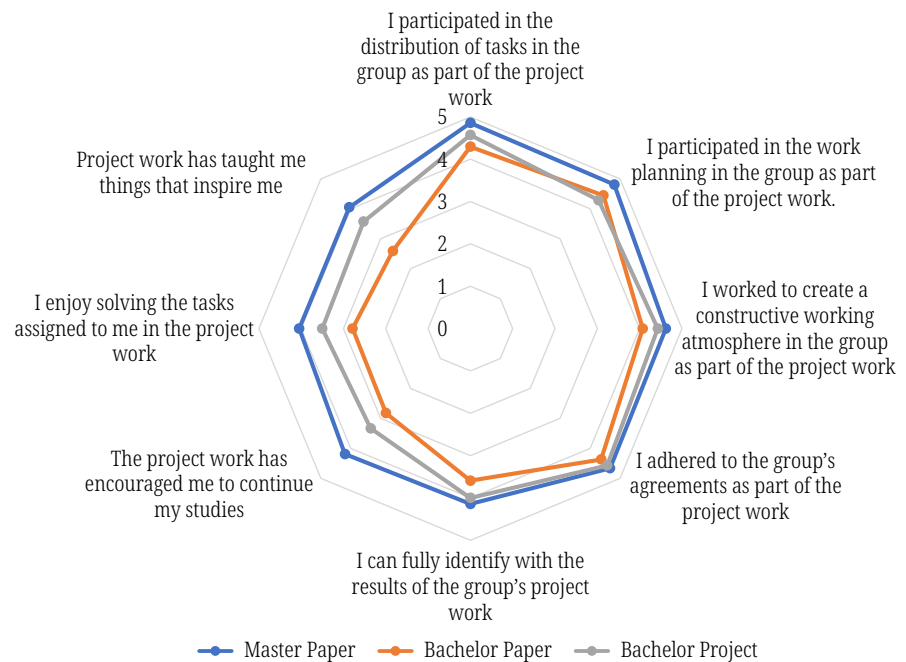 I participated in the
distribution of tasks in the
group as part of the project
work
5
4
3
2
1
0
I participated in the work
planning in the group as part
of the project work.
I worked to create a
constructive working
atmosphere in the group
as part of the project work
I adhered to the group’s
agreements as part of the
project work
I can fully identify with the
results of the group’s project
work
The project work has
encouraged me to continue
my studies
I enjoy solving the tasks
assigned to me in the project
work
Project work has taught me
things that inspire me
Master Paper
Bachelor Paper
Bachelor Project